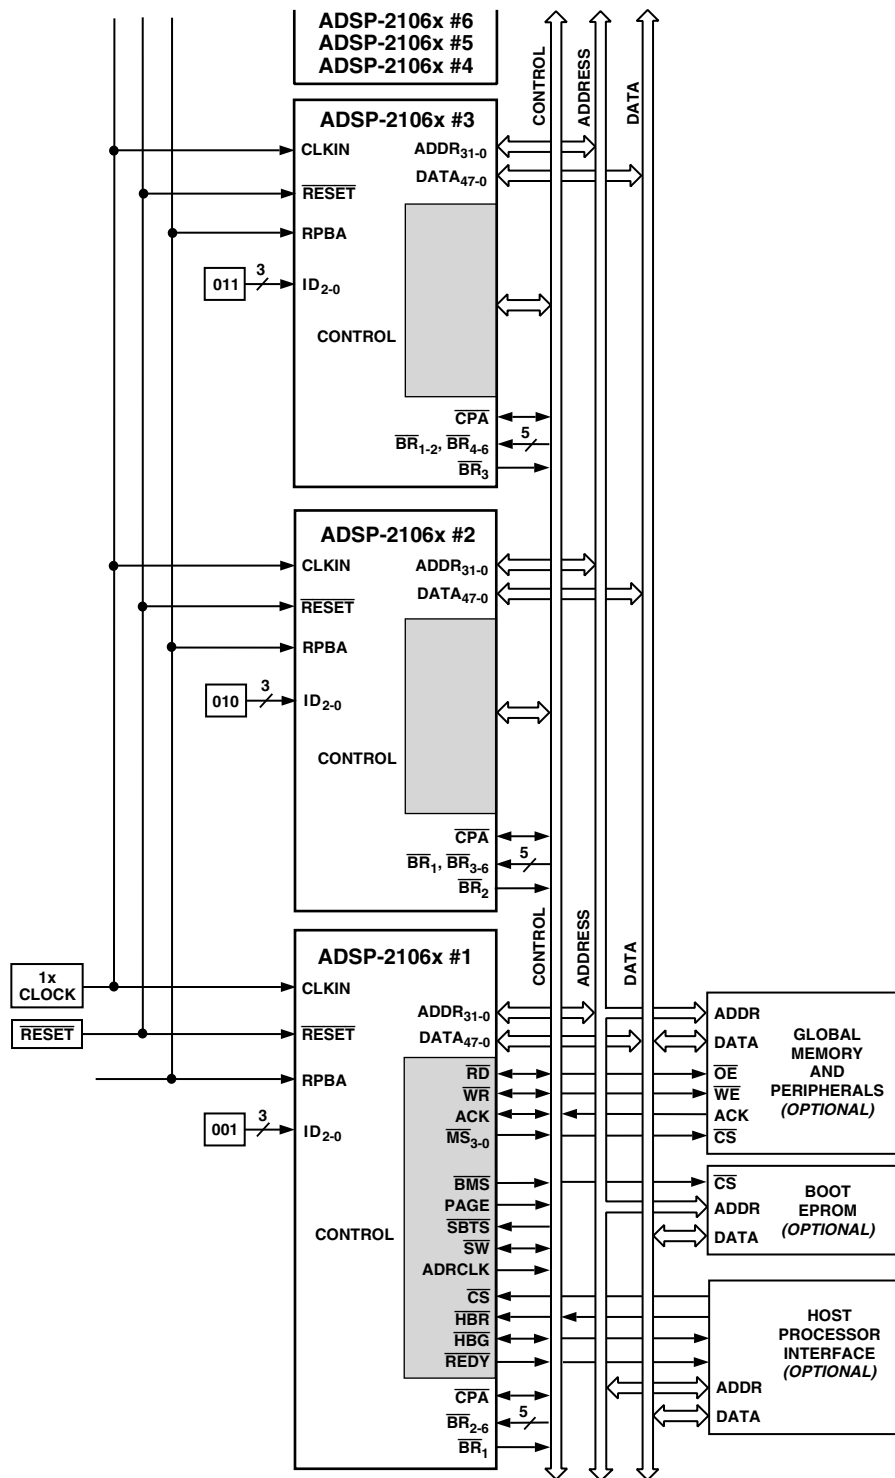 ADSP-2106x #6
ADSP-2106x #5
ADSP-2106x #4
CONTROL
ADDRESS
DATA
ADSP-2106x #3
CLKIN
ADDR31-0
DATA47-0
RESET
RPBA
011
3
ID2-0
CONTROL
CPA
BR1-2, BR4-6
5
BR3
ADSP-2106x #2
CLKIN
ADDR31-0
DATA47-0
RESET
RPBA
010
3
ID2-0
CONTROL
CPA
BR1, BR3-6
5
BR2
CONTROL
ADDRESS
DATA
ADSP-2106x #1
1x
CLOCK
CLKIN
ADDR31-0
RESET
RESET
DATA47-0
RPBA
001
3
ID2-0
RD
WR
ACK
MS3-0
BMS
PAGE
SBTS
CONTROL
SW
ADRCLK
CS
HBR
HBG
REDY
CPA
BR2-6
5
BR1
ADDR
DATA
OE
WE
ACK
CS
GLOBAL
MEMORY
AND
PERIPHERALS
(OPTIONAL)
CS
ADDR
DATA
BOOT
EPROM
(OPTIONAL)
HOST
PROCESSOR
INTERFACE
(OPTIONAL)
ADDR
DATA